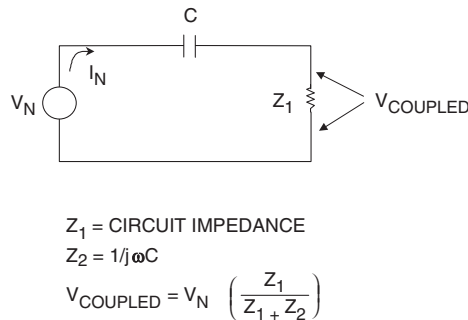 C
I_N
V_N
Z_1
V_COUPLED
Z_1 = CIRCUIT IMPEDANCE
Z_2 = 1/jωC
V_COUPLED = V_N ( Z_1 / Z_1 + Z_2 )